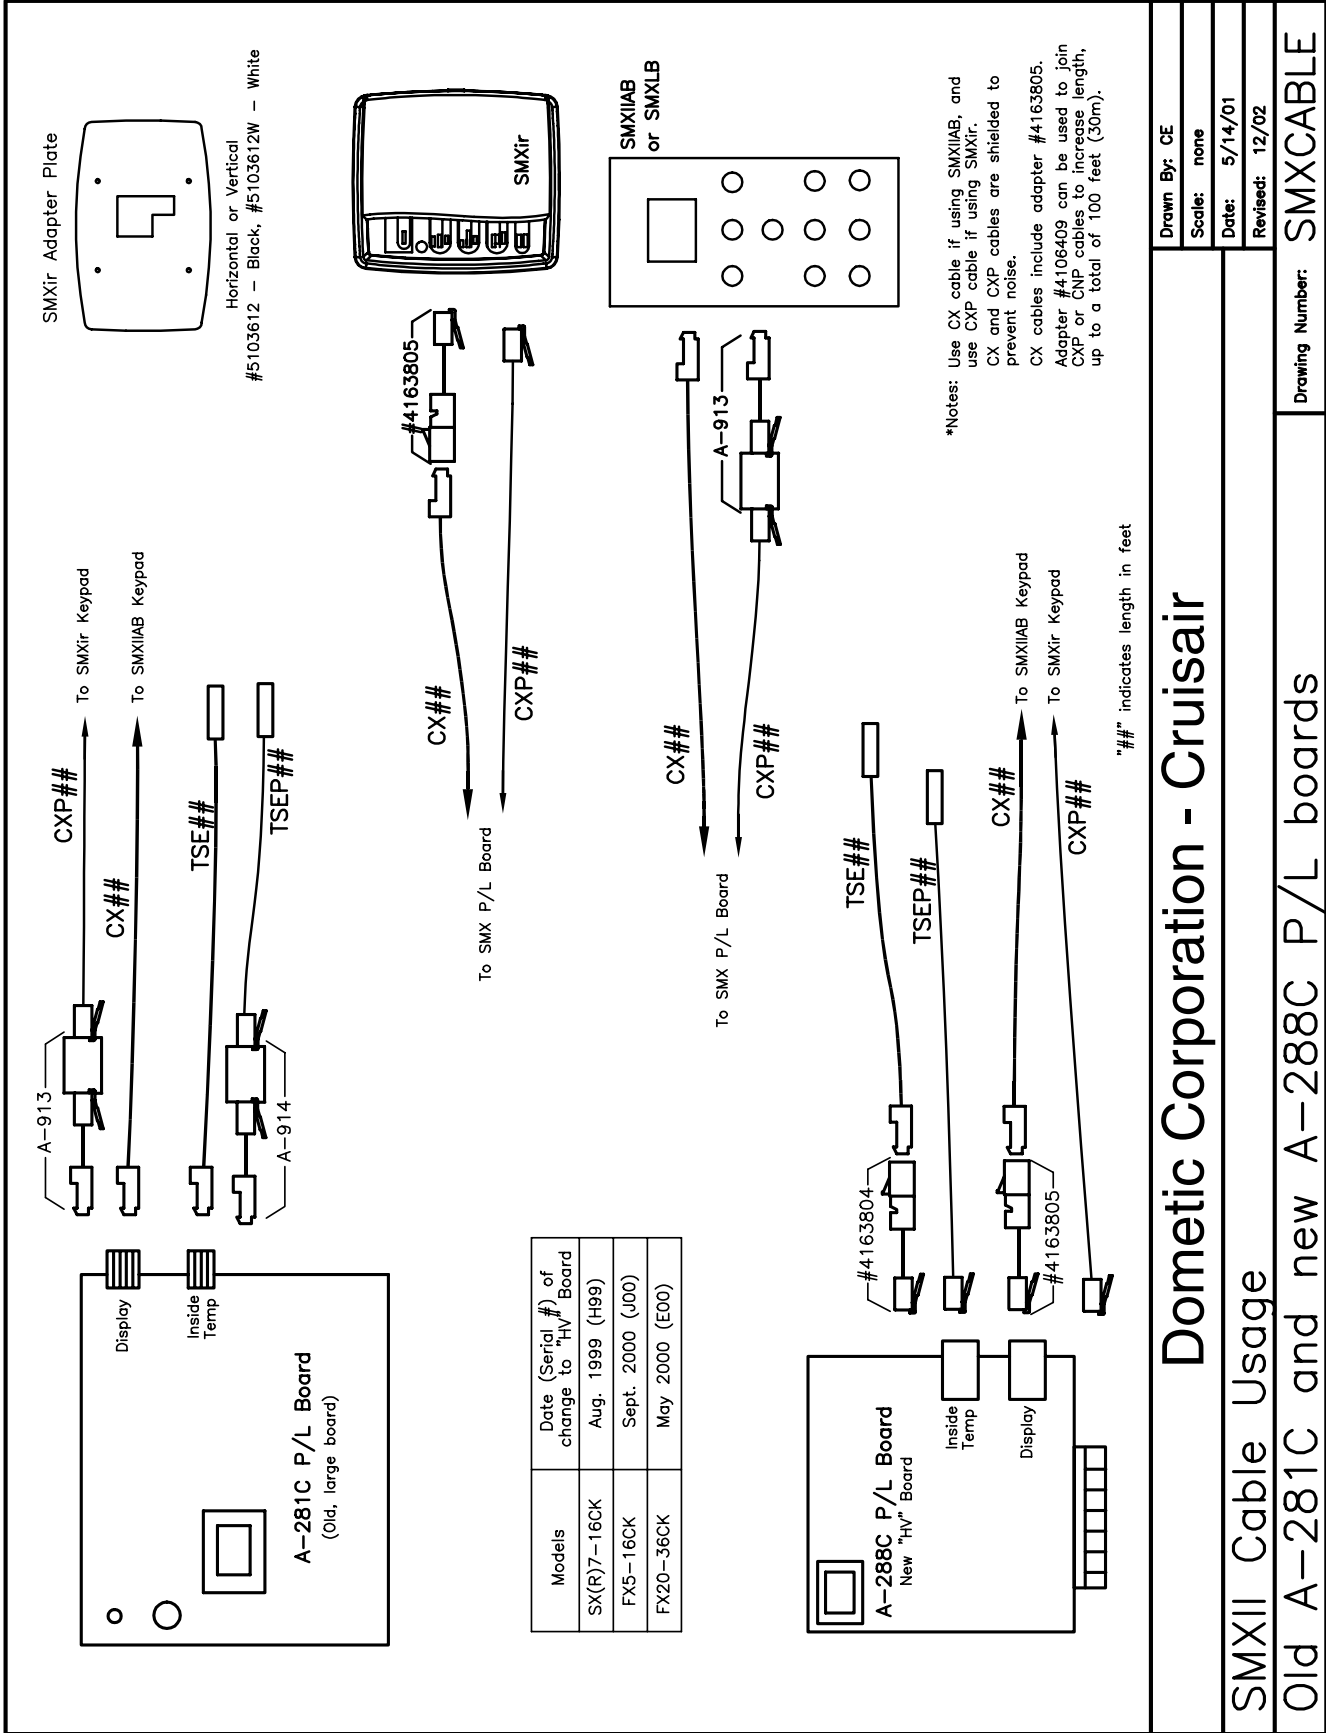 A-281C P/L Board
(Old, large board)
Display
Inside
Temp
A-913
A-914
CXP##
To SMXir Keypad
CX##
To SMXIIAB Keypad
TSE##
TSEP##
SMXir Adapter Plate
Horizontal or Vertical
#5103612 - Black, #5103612W - White
Models
Date (Serial #) of
change to "HV" Board
SX(R)7-16CK
Aug. 1999 (H99)
FX5-16CK
Sept. 2000 (J00)
FX20-36CK
May 2000 (E00)
#4163805
SMXir
CX##
CXP##
To SMX P/L Board
SMXIIAB
or SMXLB
CX##
A-913
CXP##
To SMX P/L Board
A-288C P/L Board
New "HV" Board
Inside
Temp
Display
#4163804
#4163805
TSE##
TSEP##
CX##
To SMXIIAB Keypad
CXP##
To SMXir Keypad
*Notes: Use CX cable if using SMXIIAB, and
use CXP cable if using SMXir.
CX and CXP cables are shielded to
prevent noise.
CX cables include adapter #4163805.
Adapter #4106409 can be used to join
CXP or CNP cables to increase length,
up to a total of 100 feet (30m).
"##" indicates length in feet
Dometic Corporation - Cruisair
Drawn By: CE
Scale: none
Date: 5/14/01
Revised: 12/02
SMXII Cable Usage
Old A-281C and new A-288C P/L boards
Drawing Number: SMXCABLE